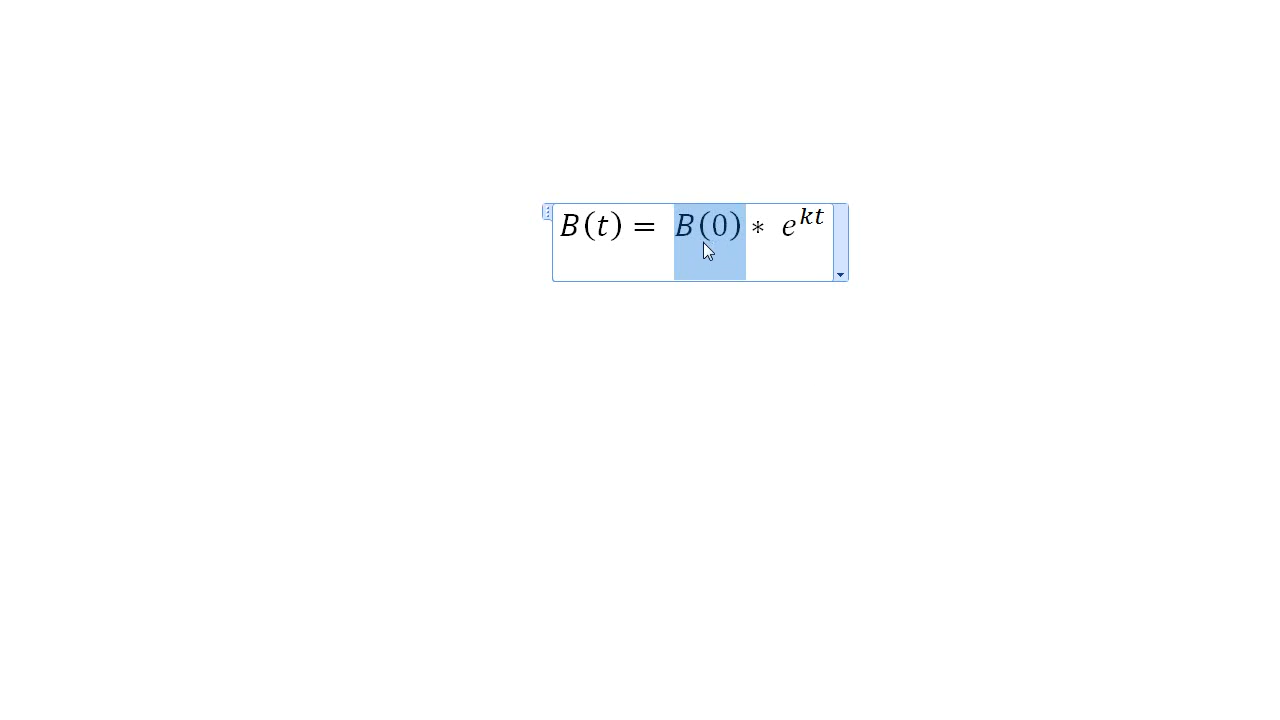 B(t) = B(0) * e^{kt}